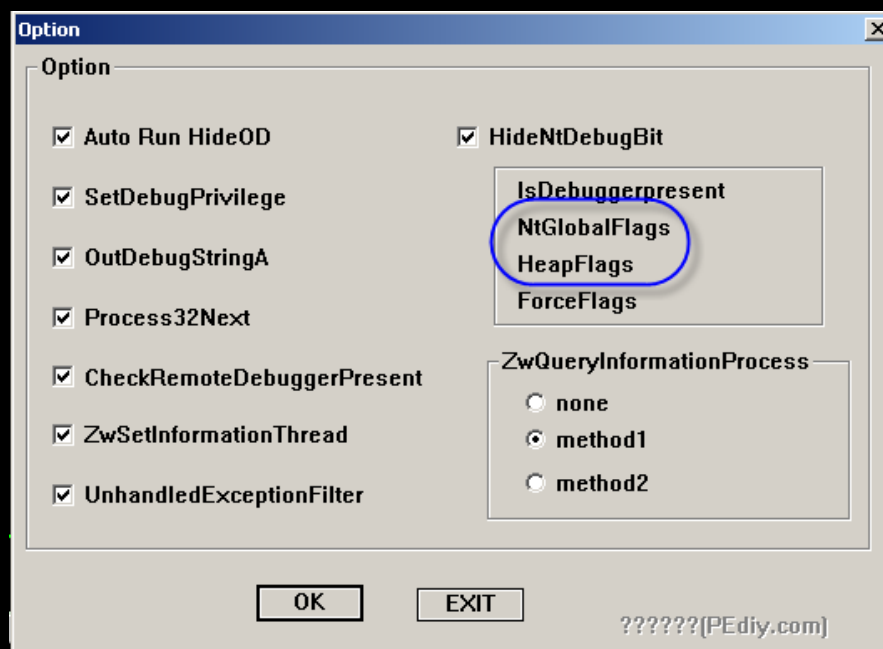 Option
Option
Auto Run HideOD
SetDebugPrivilege
OutDebugStringA
Process32Next
CheckRemoteDebuggerPresent
ZwSetInformationThread
UnhandledExceptionFilter
HideNtDebugBit
IsDebuggerpresent
NtGlobalFlags
HeapFlags
ForceFlags
ZwQueryInformationProcess
none
method1
method2
OK
EXIT
??????(PEdiy.com)